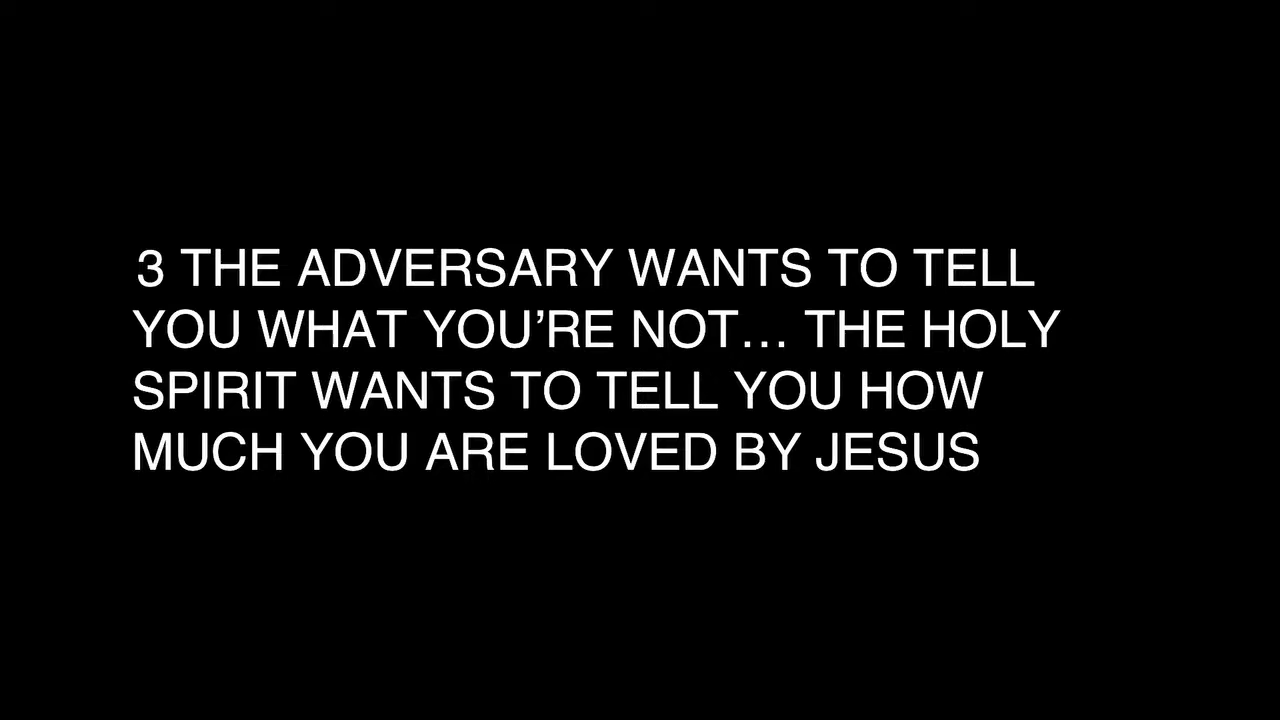 3 THE ADVERSARY WANTS TO TELL
YOU WHAT YOU’RE NOT… THE HOLY
SPIRIT WANTS TO TELL YOU HOW
MUCH YOU ARE LOVED BY JESUS